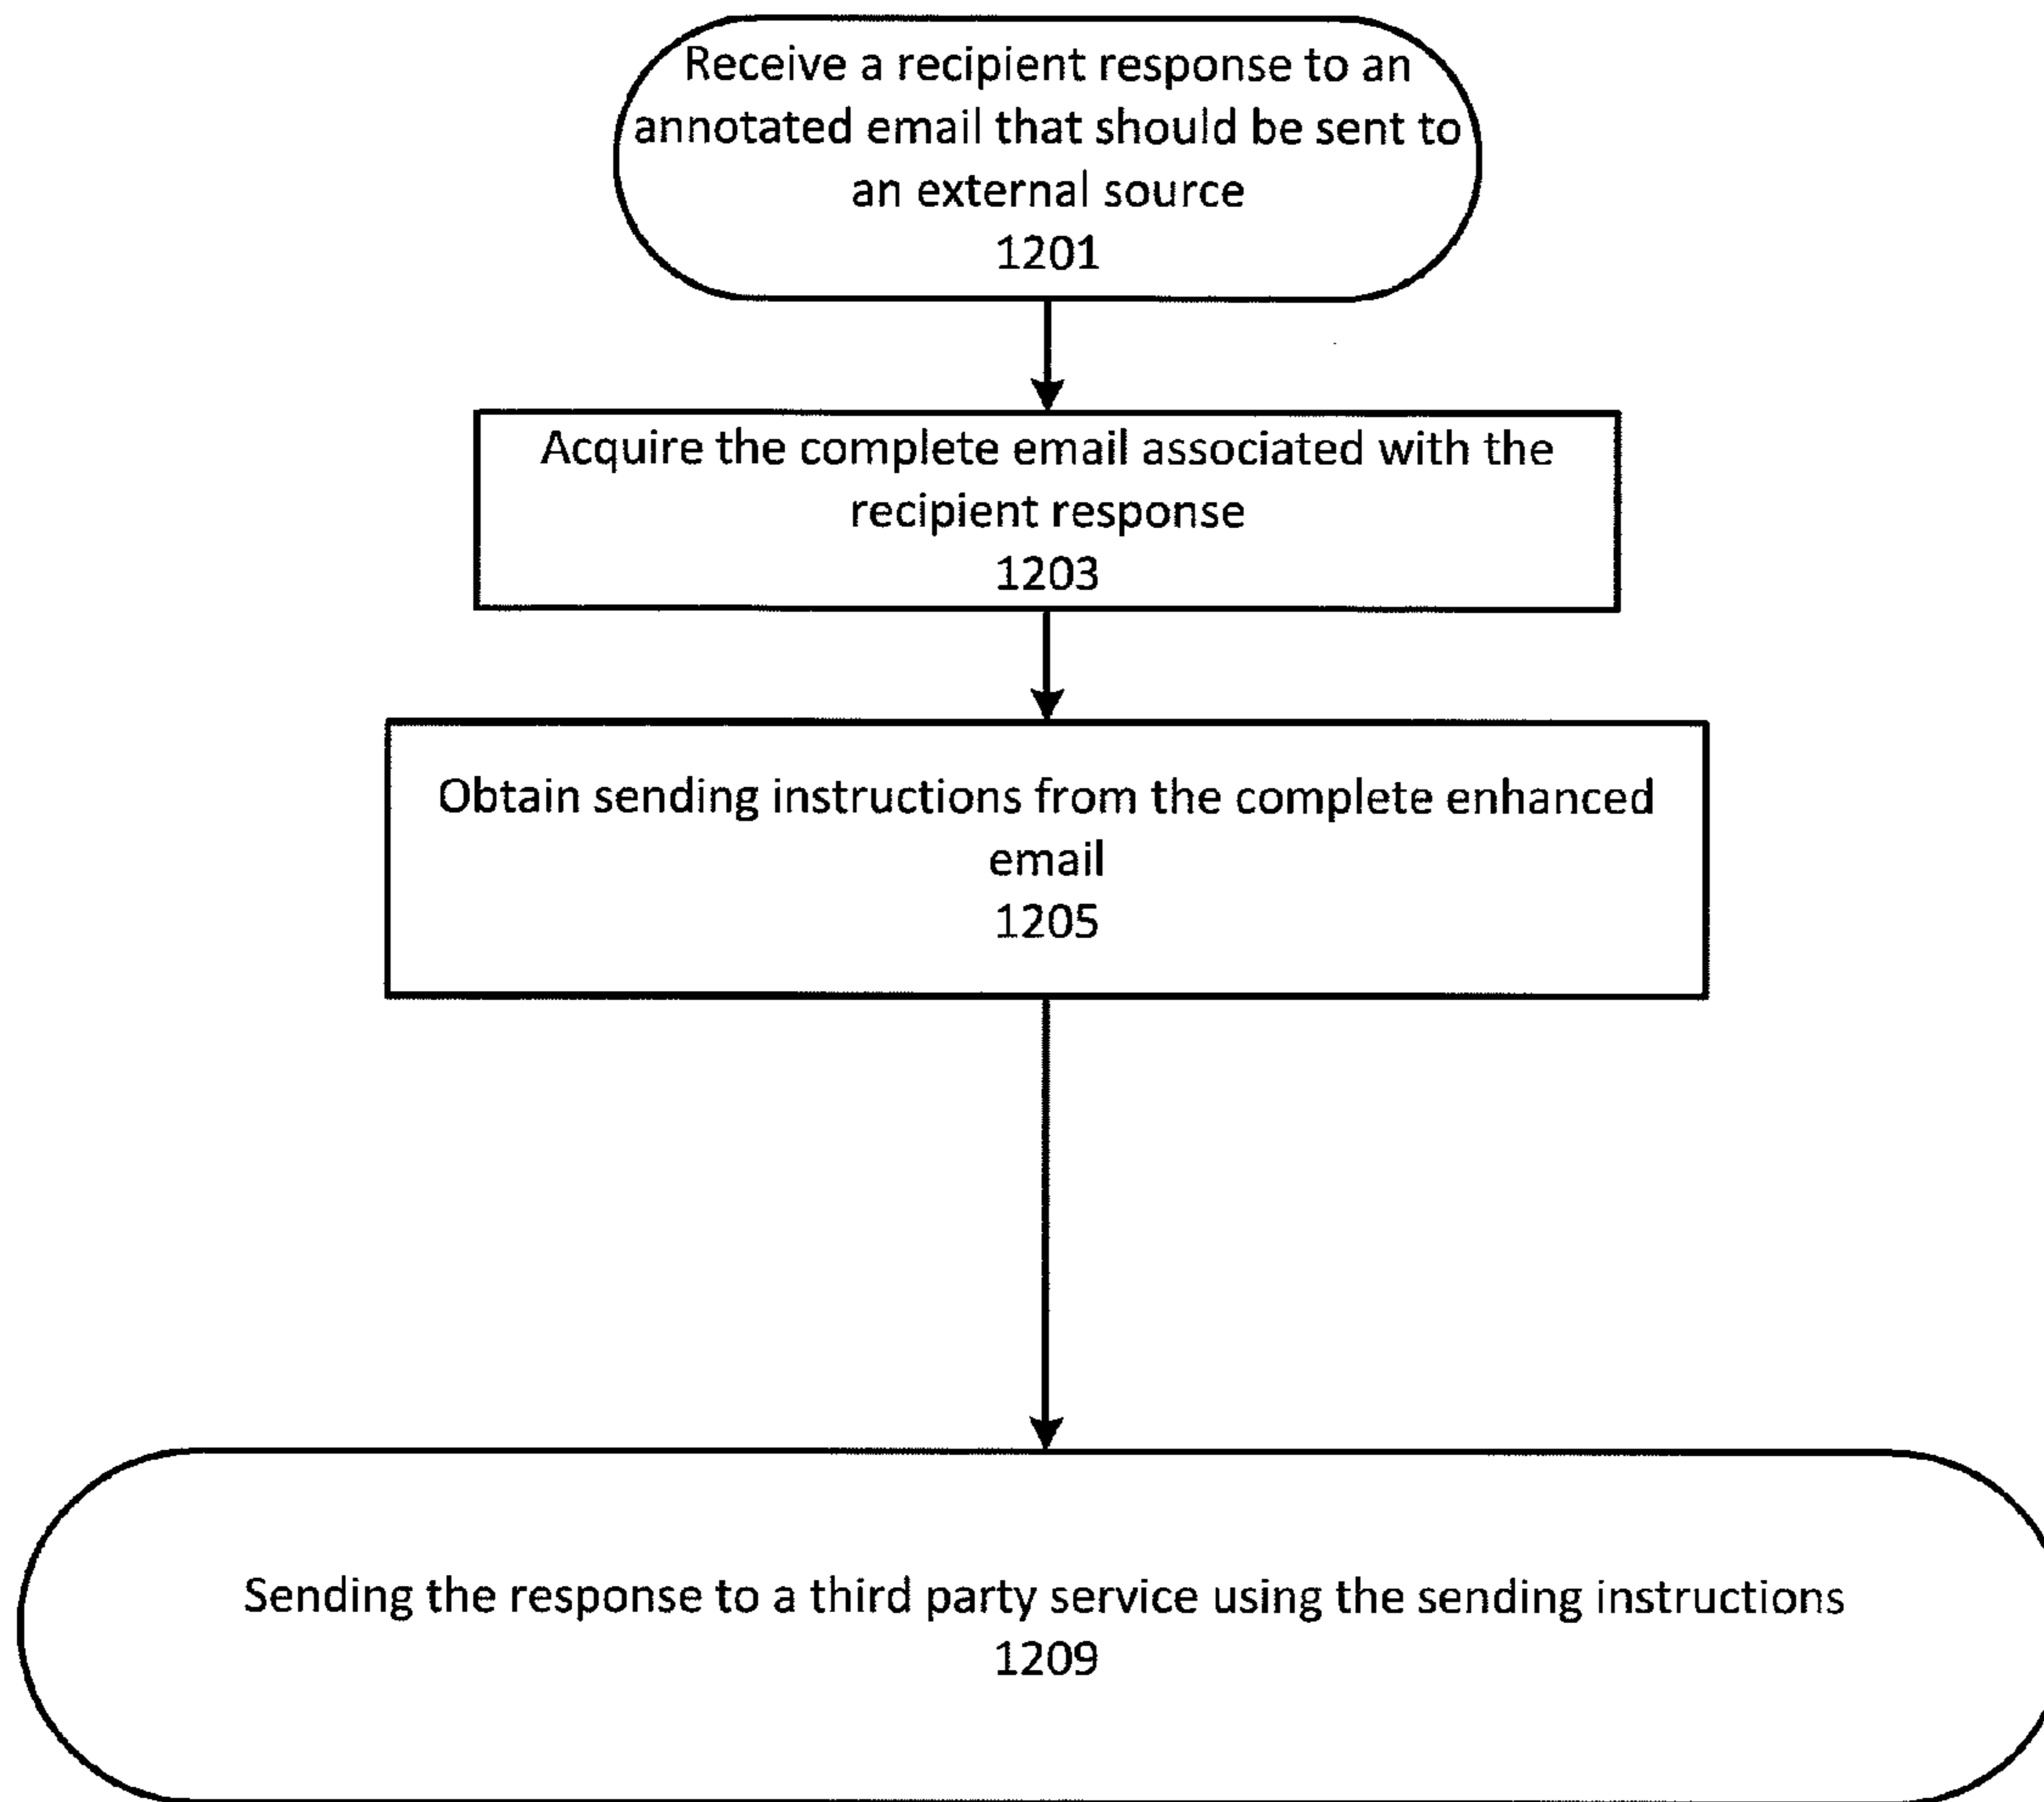 Receive a recipient response to an
annotated email that should be sent to
an external source
1201
Acquire the complete email associated with the
recipient response
1203
Obtain sending instructions from the complete enhanced
email
1205
Sending the response to a third party service using the sending instructions
1209